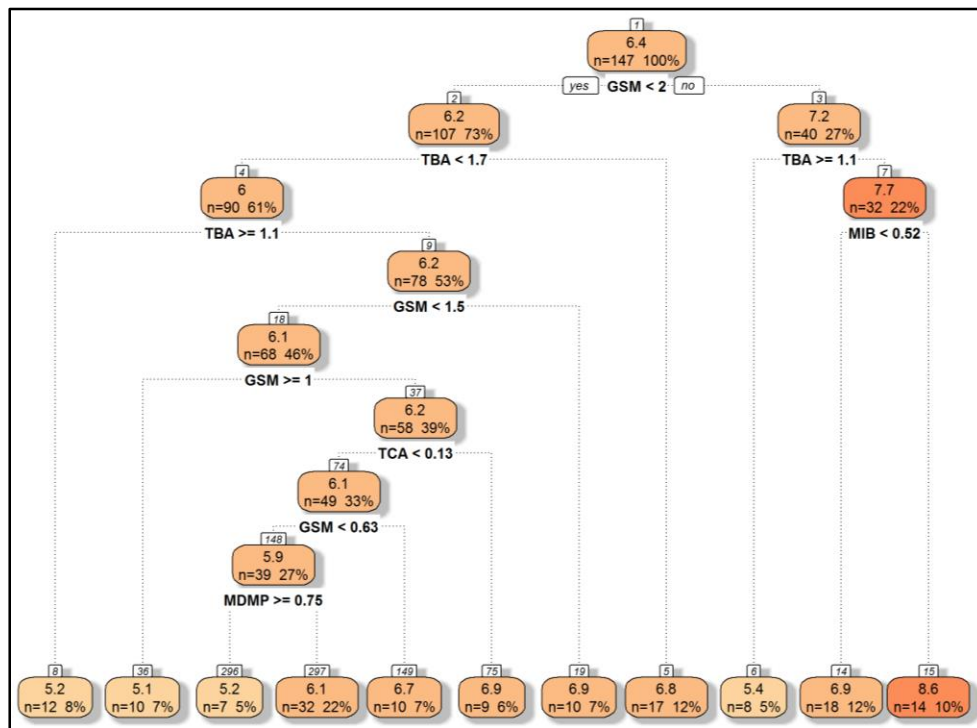 1
6.4
n=147 100%
yes GSM < 2 no
2
6.2
n=107 73%
TBA < 1.7
3
7.2
n=40 27%
TBA >= 1.1
4
6
n=90 61%
TBA >= 1.1
7
7.7
n=32 22%
MIB < 0.52
9
6.2
n=78 53%
GSM < 1.5
18
6.1
n=68 46%
GSM >= 1
37
6.2
n=58 39%
TCA < 0.13
74
6.1
n=49 33%
GSM < 0.63
148
5.9
n=39 27%
MDMP >= 0.75
8
5.2
n=12 8%
36
5.1
n=10 7%
296
5.2
n=7 5%
297
6.1
n=32 22%
149
6.7
n=10 7%
75
6.9
n=9 6%
19
6.9
n=10 7%
5
6.8
n=17 12%
6
5.4
n=8 5%
14
6.9
n=18 12%
15
8.6
n=14 10%